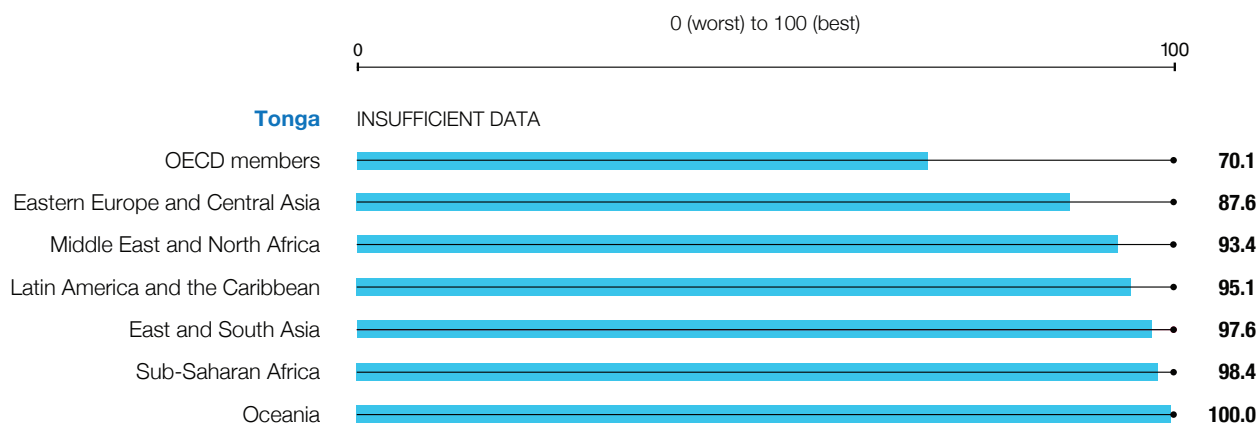 0 (worst) to 100 (best)
0 100
Tonga INSUFFICIENT DATA
OECD members 70.1
Eastern Europe and Central Asia 87.6
Middle East and North Africa 93.4
Latin America and the Caribbean 95.1
East and South Asia 97.6
Sub-Saharan Africa 98.4
Oceania 100.0